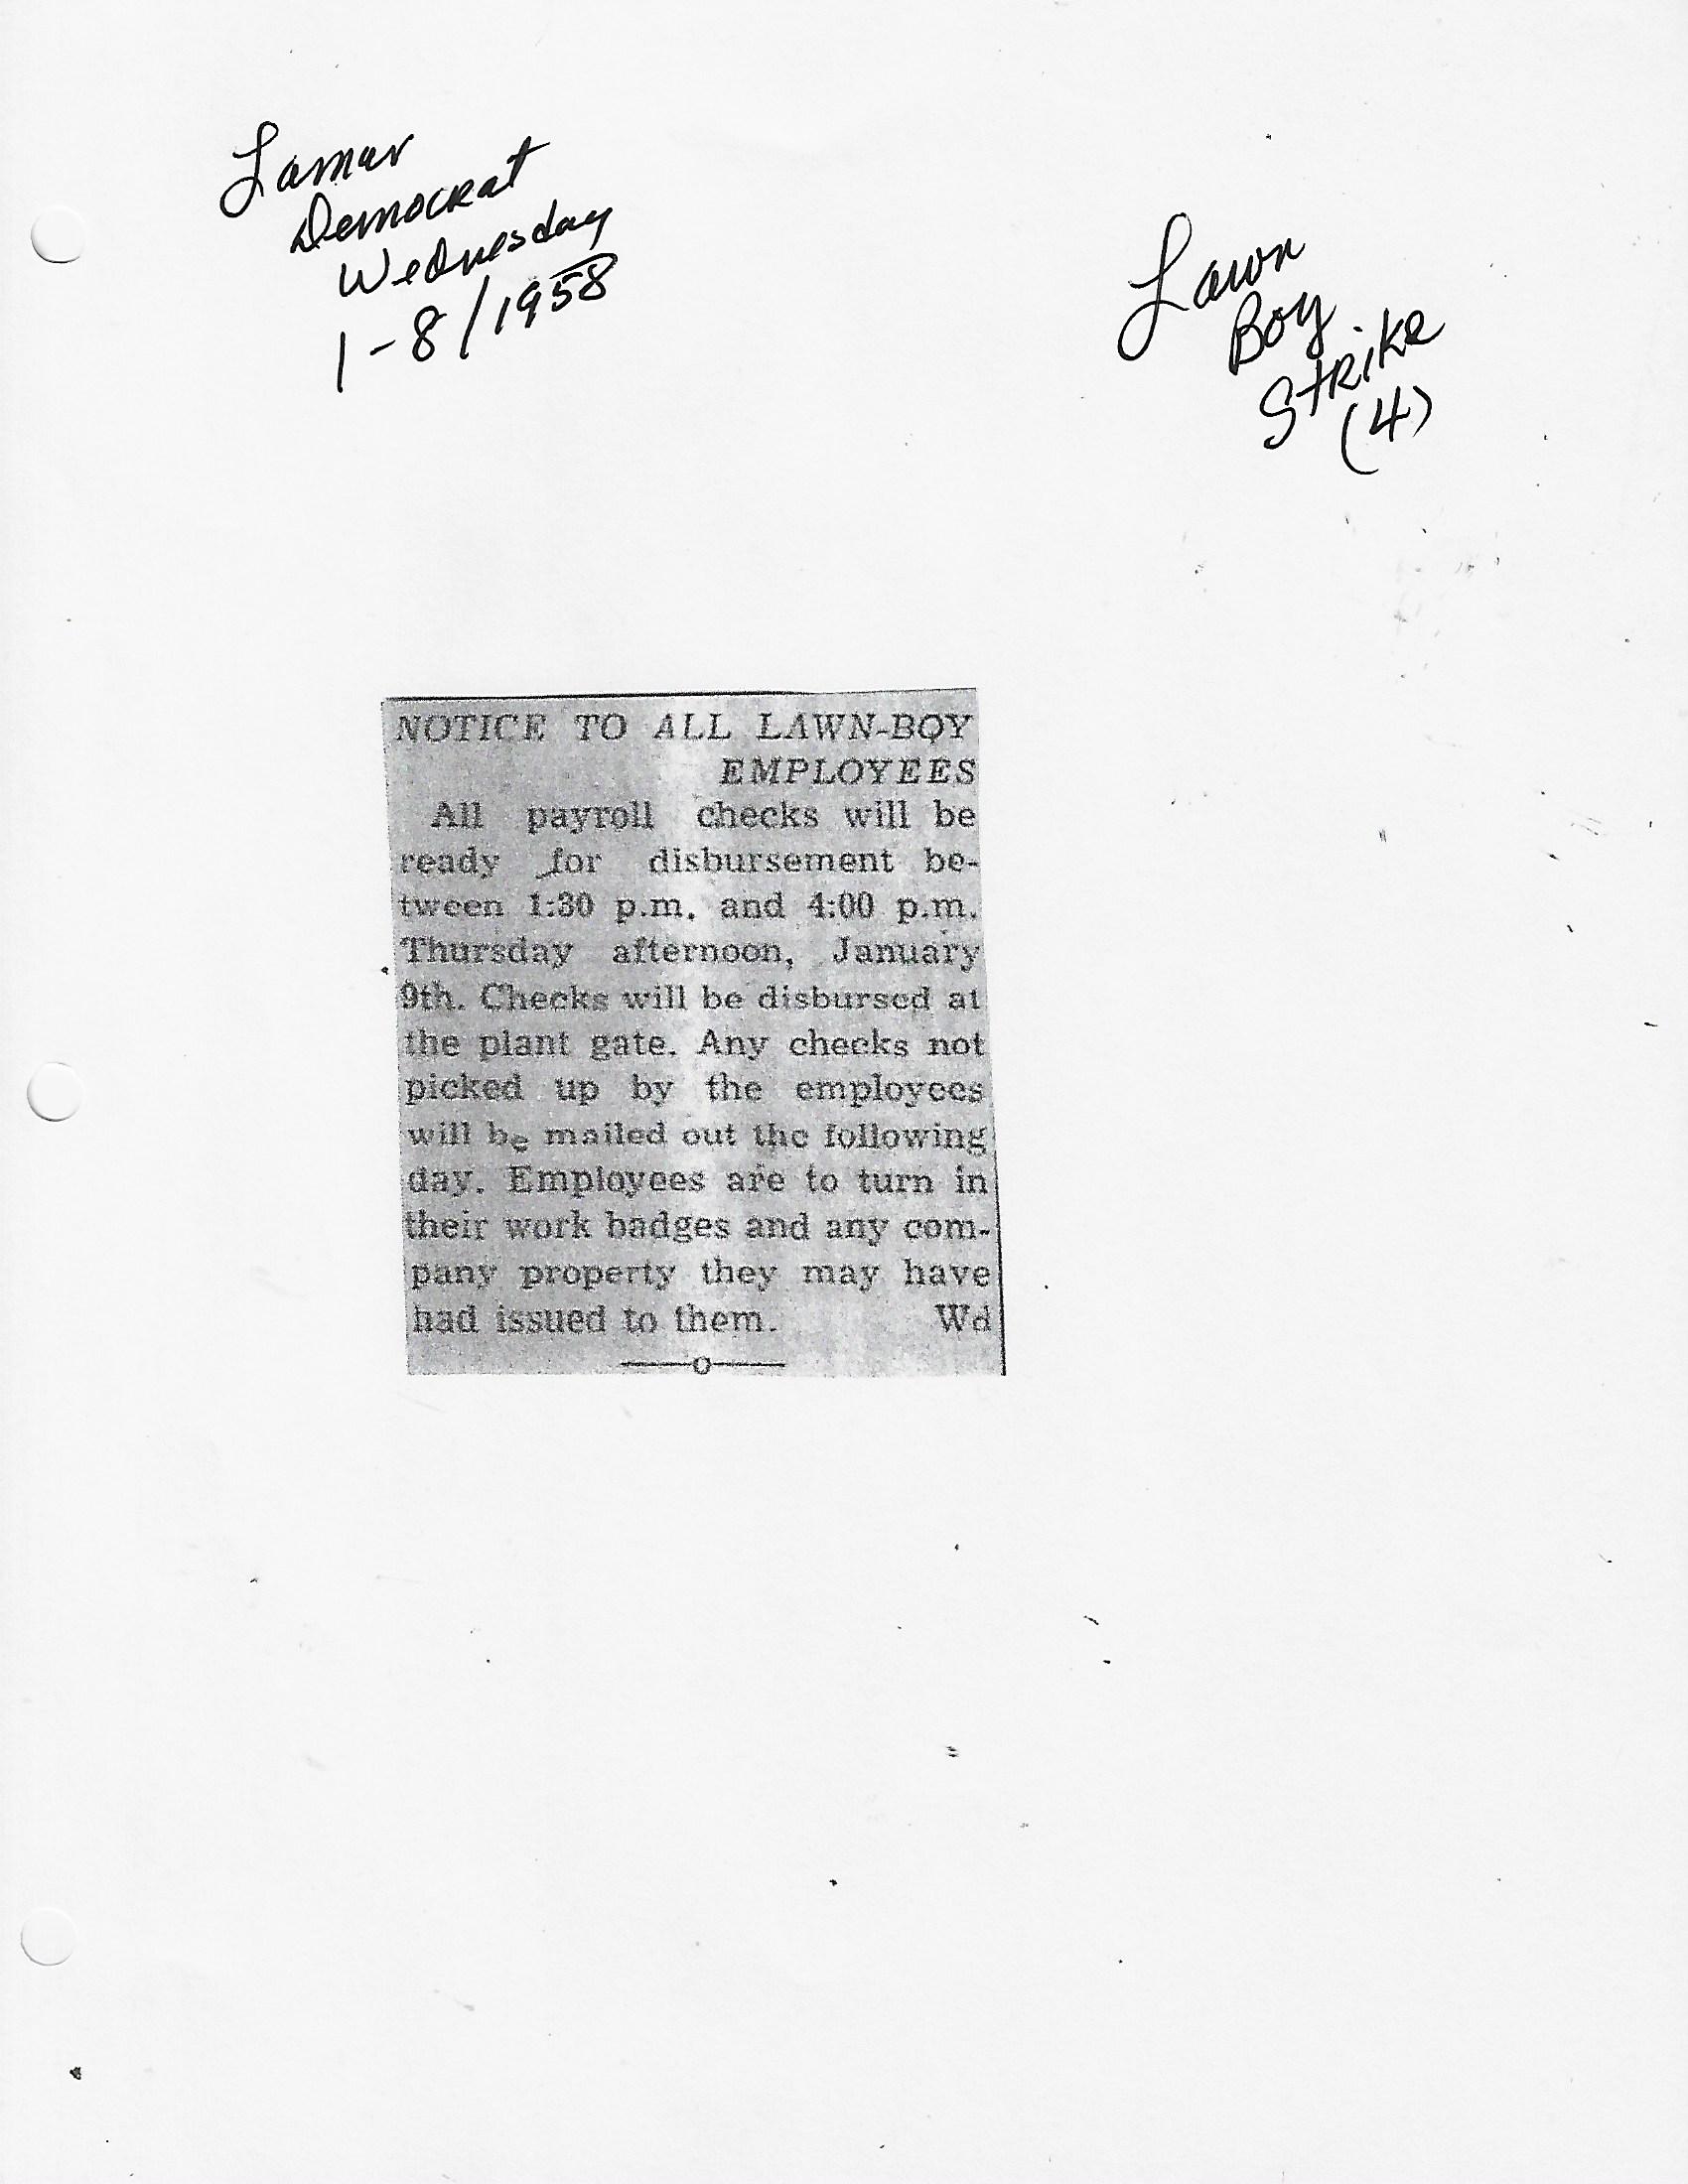 Lamar
Democrat
Wednesday
1-8/1958
Lawn
Boy
Strike
(4)
NOTICE TO ALL LAWN-BOY
EMPLOYEES
All payroll checks will be
ready for disbursement be-
tween 1:30 p.m. and 4:00 p.m.
Thursday afternoon, January
9th. Checks will be disbursed at
the plant gate. Any checks not
picked up by the employees
will be mailed out the following
day. Employees are to turn in
their work badges and any com-
pany property they may have
had issued to them. Wd